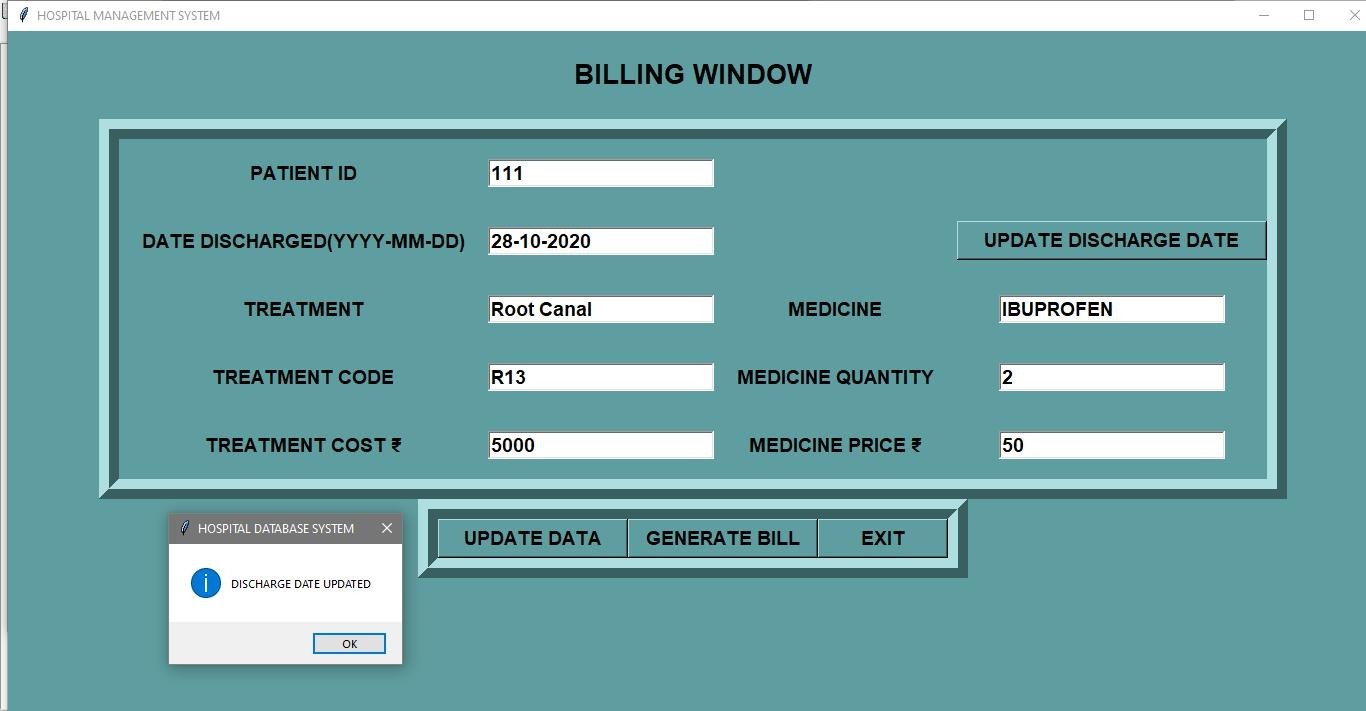 HOSPITAL MANAGEMENT SYSTEM
BILLING WINDOW
PATIENT ID 111
DATE DISCHARGED(YYYY-MM-DD) 28-10-2020 UPDATE DISCHARGE DATE
TREATMENT Root Canal MEDICINE IBUPROFEN
TREATMENT CODE R13 MEDICINE QUANTITY 2
TREATMENT COST ₹ 5000 MEDICINE PRICE ₹ 50
UPDATE DATA GENERATE BILL EXIT
HOSPITAL DATABASE SYSTEM
DISCHARGE DATE UPDATED
OK